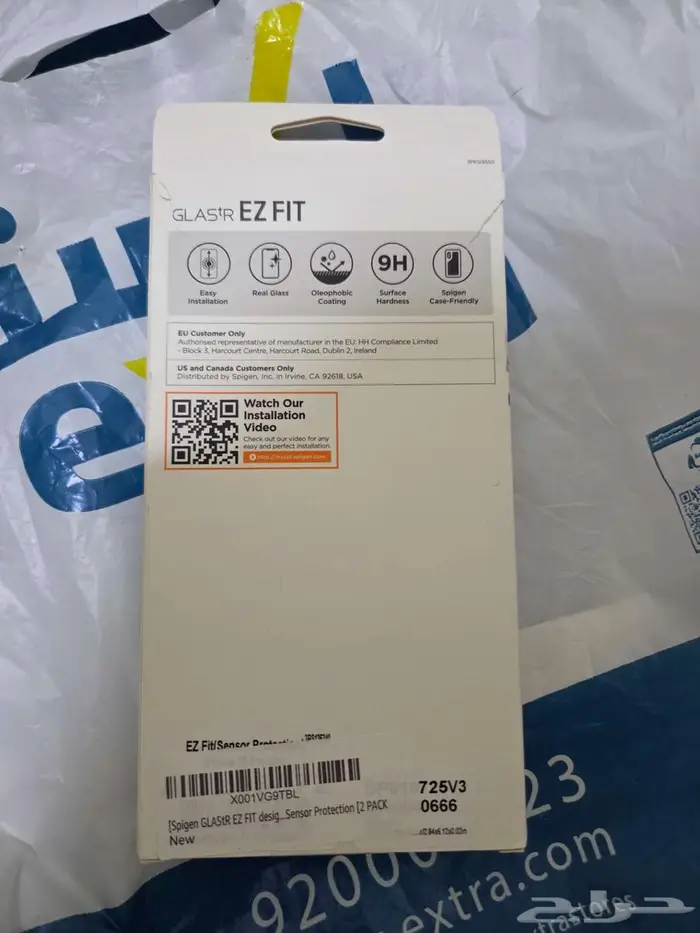 GLAStR EZ FIT
Easy Installation
Real Glass
Oleophobic Coating
9H
Surface Hardness
Spigen Case-Friendly
EU Customer Only
Authorised representative of manufacturer in the EU: HH Compliance Limited
- Block 3, Harcourt Centre, Harcourt Road, Dublin 2, Ireland
US and Canada Customers Only
Distributed by Spigen, Inc. in Irvine, CA 92618, USA
Watch Our
Installation
Video
Check out our video for any
easy and perfect installation.
EZ Fit/Sensor
X001VG9TBL
725V3
0666
[Spigen GLAStR EZ FIT desig...Sensor Protection [2 PACK
New
23
9200
extra.com
حراج